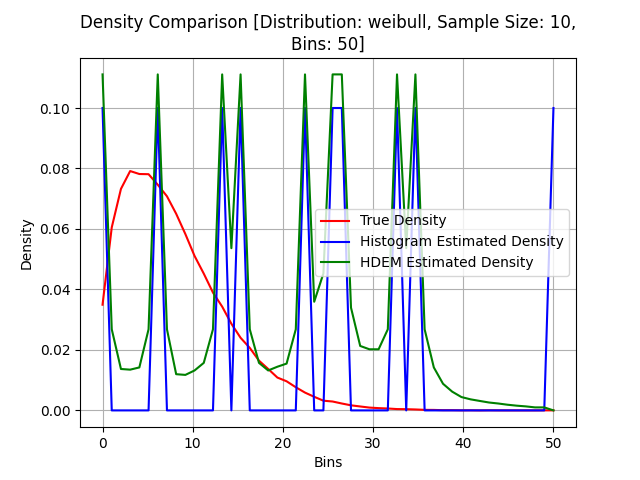 Density Comparison [Distribution: weibull, Sample Size: 10,
Bins: 50]
Density
0.10
0.08
0.06
0.04
0.02
0.00
True Density
Histogram Estimated Density
HDEM Estimated Density
0 10 20 30 40 50
Bins